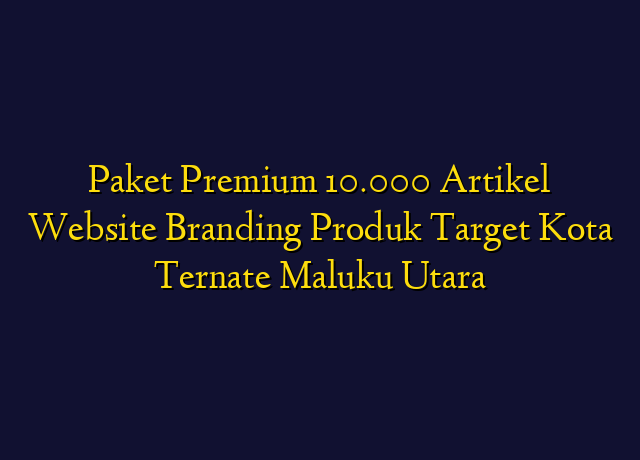 Paket Premium 10.000 Artikel
Website Branding Produk Target Kota
Ternate Maluku Utara